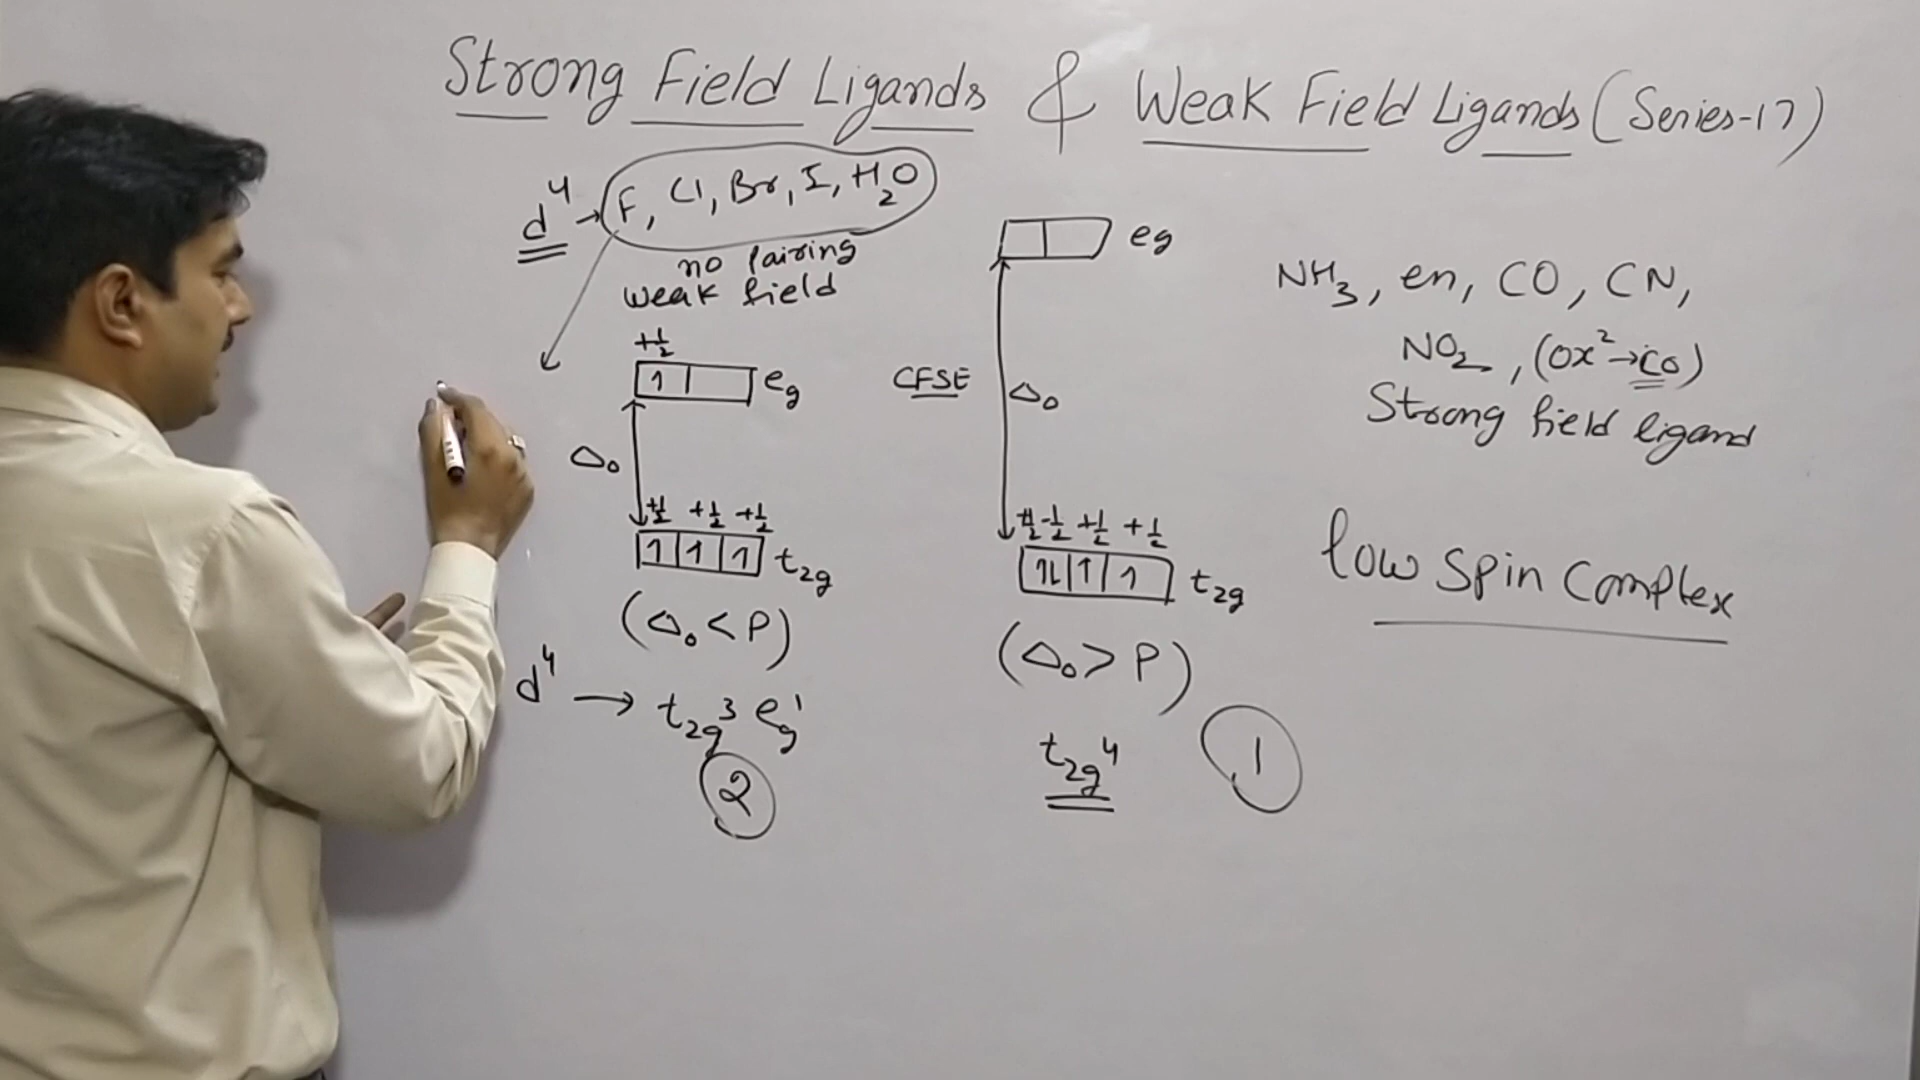 Strong Field Ligands & Weak Field Ligands (Series-17)
d⁴ → F, Cl, Br, I, H₂O
no pairing
weak field
+½
↑ eg
Δ₀
+½ +½ +½
↑ ↑ ↑ t₂g
(Δ₀ < P)
d⁴ → t₂g³ eg¹
2
eg
CFSE Δ₀
+½ -½ +½ +½
↑↓ ↑ ↑ t₂g
(Δ₀ > P)
t₂g⁴
1
NH₃, en, CO, CN,
NO₂, (ox² → Co)
Strong field ligand
low spin complex